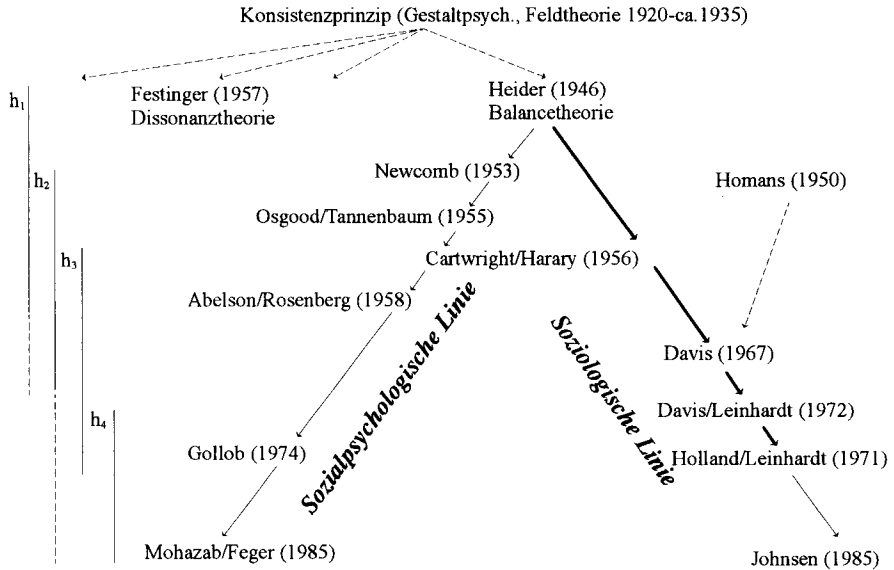 Konsistenzprinzip (Gestaltpsych., Feldtheorie 1920-ca.1935)
h1
Festinger (1957)
Dissonanztheorie
Heider (1946)
Balancetheorie
h2
Newcomb (1953)
Homans (1950)
Osgood/Tannenbaum (1955)
h3
Cartwright/Harary (1956)
Abelson/Rosenberg (1958)
Sozialpsychologische Linie
Soziologische Linie
Davis (1967)
h4
Davis/Leinhardt (1972)
Gollob (1974)
Holland/Leinhardt (1971)
Mohazab/Feger (1985)
Johnsen (1985)